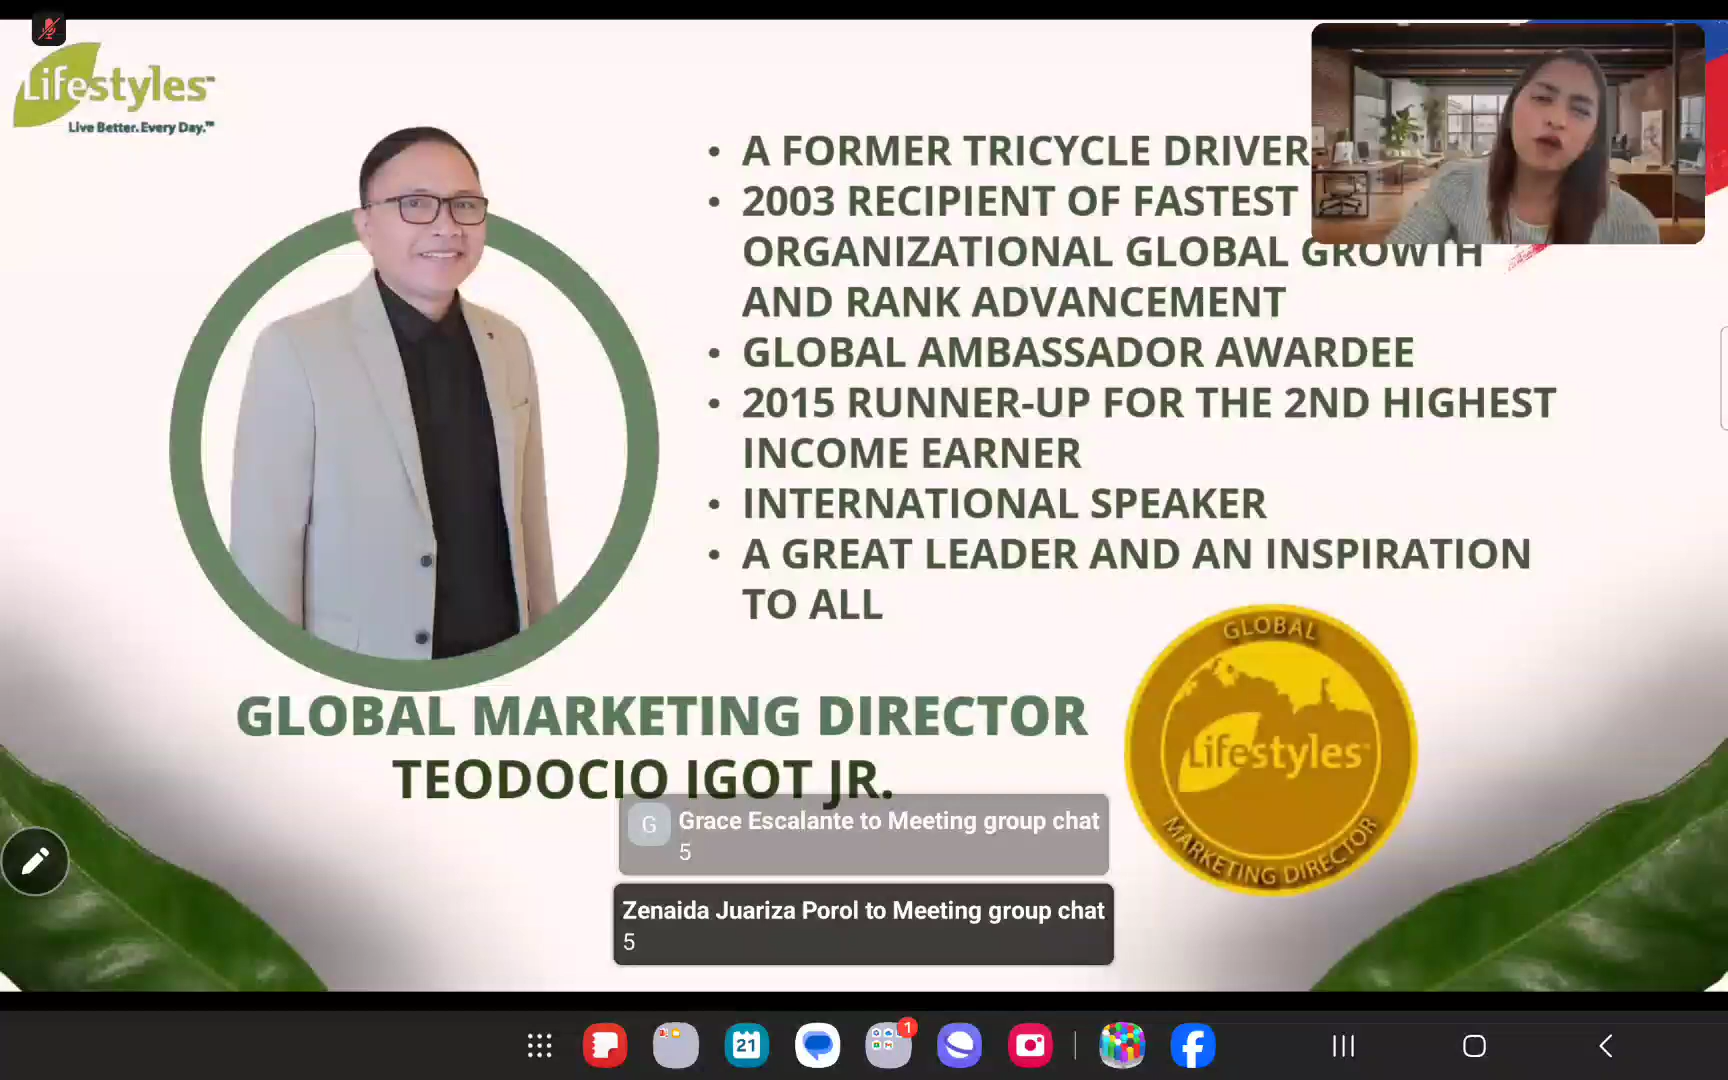 Lifestyles™
Live Better. Every Day.™
• A FORMER TRICYCLE DRIVER
• 2003 RECIPIENT OF FASTEST
ORGANIZATIONAL GLOBAL GROWTH
AND RANK ADVANCEMENT
• GLOBAL AMBASSADOR AWARDEE
• 2015 RUNNER-UP FOR THE 2ND HIGHEST
INCOME EARNER
• INTERNATIONAL SPEAKER
• A GREAT LEADER AND AN INSPIRATION
TO ALL
GLOBAL MARKETING DIRECTOR
TEODOCIO IGOT JR.
GLOBAL
Lifestyles™
MARKETING DIRECTOR
G
Grace Escalante to Meeting group chat
5
Zenaida Juariza Porol to Meeting group chat
5
21
1